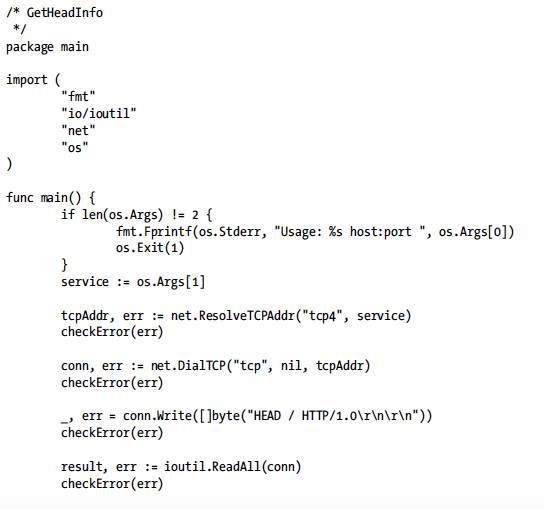 /* GetHeadInfo
 */
package main

import (
        "fmt"
        "io/ioutil"
        "net"
        "os"
)

func main() {
        if len(os.Args) != 2 {
                fmt.Fprintf(os.Stderr, "Usage: %s host:port ", os.Args[0])
                os.Exit(1)
        }
        service := os.Args[1]

        tcpAddr, err := net.ResolveTCPAddr("tcp4", service)
        checkError(err)

        conn, err := net.DialTCP("tcp", nil, tcpAddr)
        checkError(err)

        _, err = conn.Write([]byte("HEAD / HTTP/1.0\r\n\r\n"))
        checkError(err)

        result, err := ioutil.ReadAll(conn)
        checkError(err)